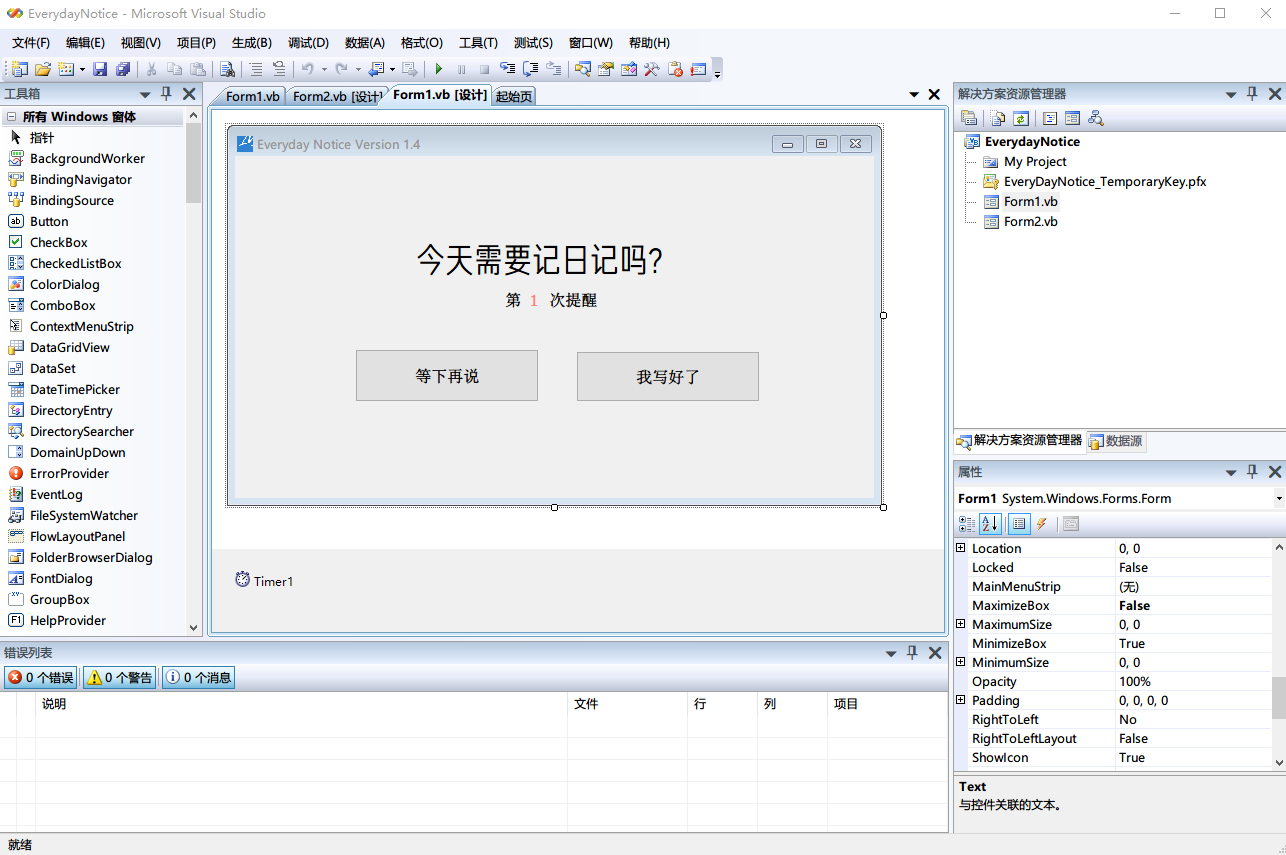 EverydayNotice - Microsoft Visual Studio
文件(F) 编辑(E) 视图(V) 项目(P) 生成(B) 调试(D) 数据(A) 格式(O) 工具(T) 测试(S) 窗口(W) 帮助(H)
工具箱
所有 Windows 窗体
指针
BackgroundWorker
BindingNavigator
BindingSource
Button
CheckBox
CheckedListBox
ColorDialog
ComboBox
ContextMenuStrip
DataGridView
DataSet
DateTimePicker
DirectoryEntry
DirectorySearcher
DomainUpDown
ErrorProvider
EventLog
FileSystemWatcher
FlowLayoutPanel
FolderBrowserDialog
FontDialog
GroupBox
HelpProvider
Form1.vb Form2.vb [设计] Form1.vb [设计] 起始页
Everyday Notice Version 1.4
今天需要记日记吗?
第 1 次提醒
等下再说 我写好了
Timer1
解决方案资源管理器
EverydayNotice
My Project
EveryDayNotice_TemporaryKey.pfx
Form1.vb
Form2.vb
解决方案资源管理器 数据源
属性
Form1 System.Windows.Forms.Form
Location 0, 0
Locked False
MainMenuStrip (无)
MaximizeBox False
MaximumSize 0, 0
MinimizeBox True
MinimumSize 0, 0
Opacity 100%
Padding 0, 0, 0, 0
RightToLeft No
RightToLeftLayout False
ShowIcon True
Text
与控件关联的文本。
错误列表
0 个错误 0 个警告 0 个消息
说明 文件 行 列 项目
就绪